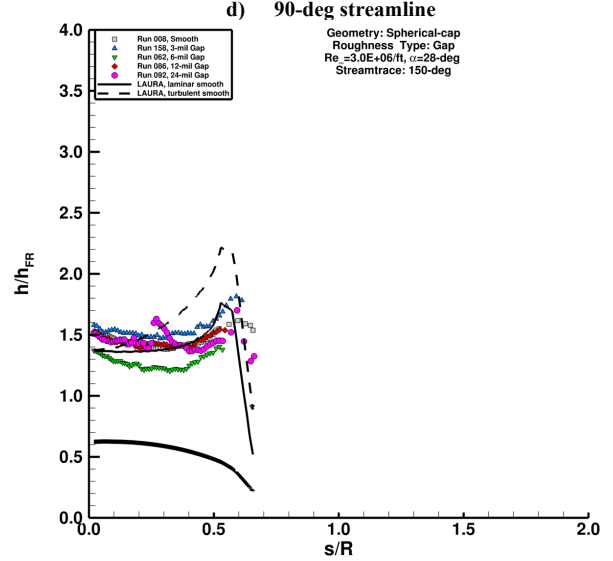 d) 90-deg streamline
Geometry: Spherical-cap
Roughness Type: Gap
Re∞=3.0E+06/ft, α=28-deg
Streamtrace: 150-deg
Run 008, Smooth
Run 158, 3-mil Gap
Run 062, 6-mil Gap
Run 086, 12-mil Gap
Run 092, 24-mil Gap
LAURA, laminar smooth
LAURA, turbulent smooth
h/hFR
4.0
3.5
3.0
2.5
2.0
1.5
1.0
0.5
0.0
0.0 0.5 1.0 1.5 2.0
s/R